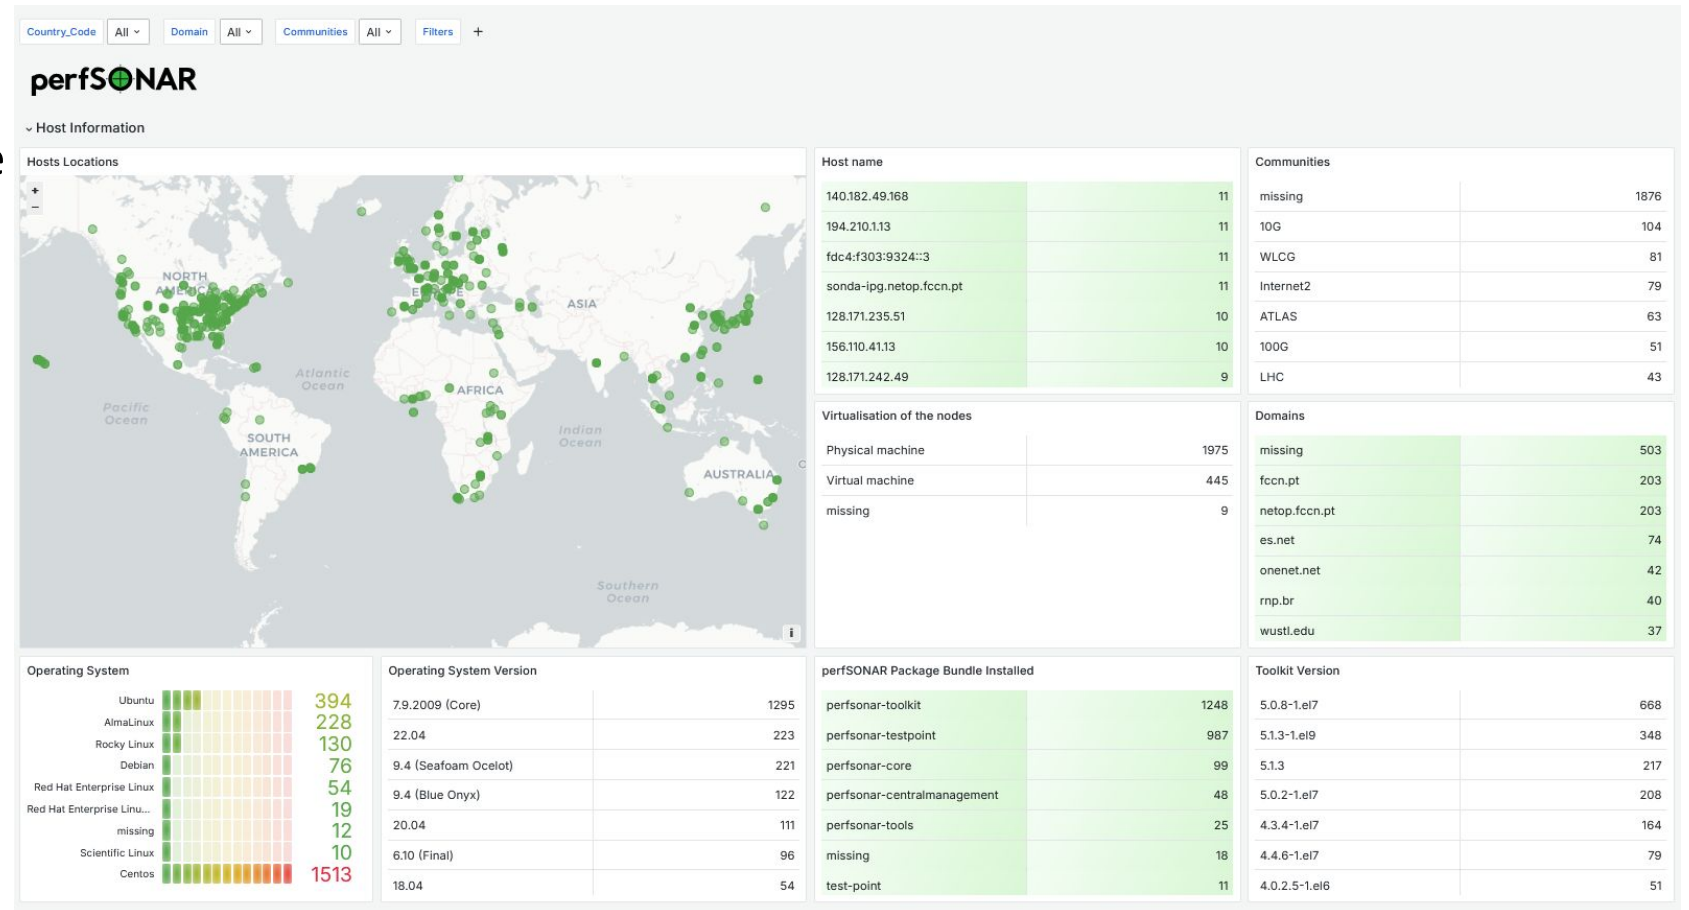 Country_Code All Domain All Communities All Filters +
perfSONAR
Host Information
Hosts Locations
+
−
NORTH
AMERICA
EUROPE
ASIA
Atlantic
Ocean
AFRICA
Pacific
Ocean
Indian
Ocean
SOUTH
AMERICA
AUSTRALIA
Southern
Ocean
i
Host name
140.182.49.168 11
194.210.1.13 11
fdc4:f303:9324::3 11
sonda-ipg.netop.fccn.pt 11
128.171.235.51 10
156.110.41.13 10
128.171.242.49 9
Communities
missing 1876
10G 104
WLCG 81
Internet2 79
ATLAS 63
100G 51
LHC 43
Virtualisation of the nodes
Physical machine 1975
Virtual machine 445
missing 9
Domains
missing 503
fccn.pt 203
netop.fccn.pt 203
es.net 74
onenet.net 42
rnp.br 40
wustl.edu 37
Operating System
Ubuntu 394
AlmaLinux 228
Rocky Linux 130
Debian 76
Red Hat Enterprise Linux 54
Red Hat Enterprise Linu... 19
missing 12
Scientific Linux 10
Centos 1513
Operating System Version
7.9.2009 (Core) 1295
22.04 223
9.4 (Seafoam Ocelot) 221
9.4 (Blue Onyx) 122
20.04 111
6.10 (Final) 96
18.04 54
perfSONAR Package Bundle Installed
perfsonar-toolkit 1248
perfsonar-testpoint 987
perfsonar-core 99
perfsonar-centralmanagement 48
perfsonar-tools 25
missing 18
test-point 11
Toolkit Version
5.0.8-1.el7 668
5.1.3-1.el9 348
5.1.3 217
5.0.2-1.el7 208
4.3.4-1.el7 164
4.4.6-1.el7 79
4.0.2.5-1.el6 51